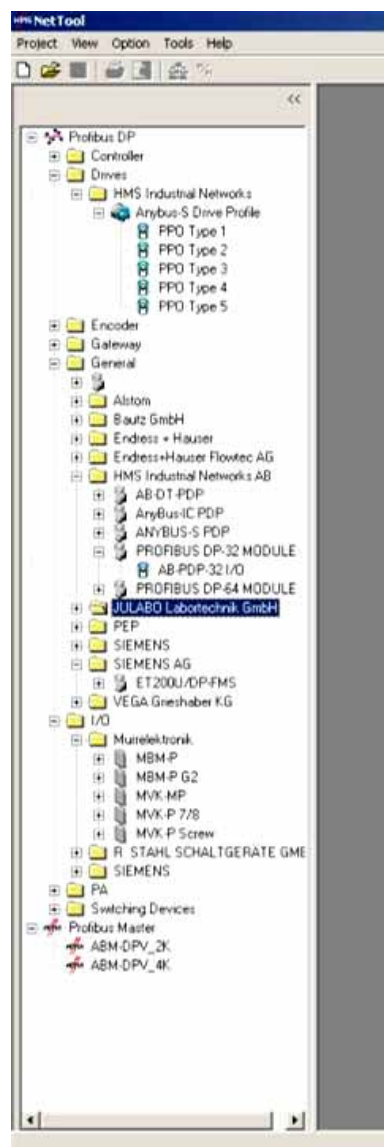 HMS NetTool
Project View Option Tools Help
<<
Profibus DP
Controller
Drives
HMS Industrial Networks
Anybus-S Drive Profile
PPO Type 1
PPO Type 2
PPO Type 3
PPO Type 4
PPO Type 5
Encoder
Gateway
General
Alstom
Bautz GmbH
Endress + Hauser
Endress+Hauser Flowtec AG
HMS Industrial Networks AB
AB-DT-PDP
AnyBus-IC PDP
ANYBUS-S PDP
PROFIBUS DP-32 MODULE
AB-PDP-32 I/O
PROFIBUS DP-64 MODULE
JULABO Labortechnik GmbH
PEP
SIEMENS
SIEMENS AG
ET200U/DP-FMS
VEGA Grieshaber KG
I/O
Murrelektronik
MBM-P
MBM-P G2
MVK-MP
MVK-P 7/8
MVK-P Screw
R. STAHL SCHALTGERATE GME
SIEMENS
PA
Switching Devices
Profibus Master
ABM-DPV_2K
ABM-DPV_4K